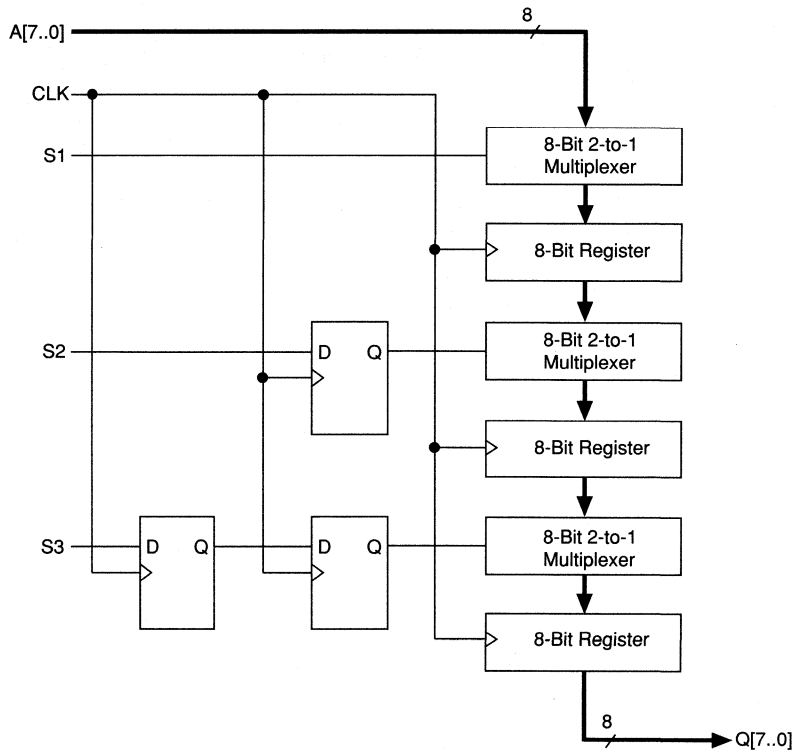 A[7..0]
8
CLK
S1
8-Bit 2-to-1
Multiplexer
8-Bit Register
S2
D Q
8-Bit 2-to-1
Multiplexer
8-Bit Register
S3
D Q
D Q
8-Bit 2-to-1
Multiplexer
8-Bit Register
8
Q[7..0]